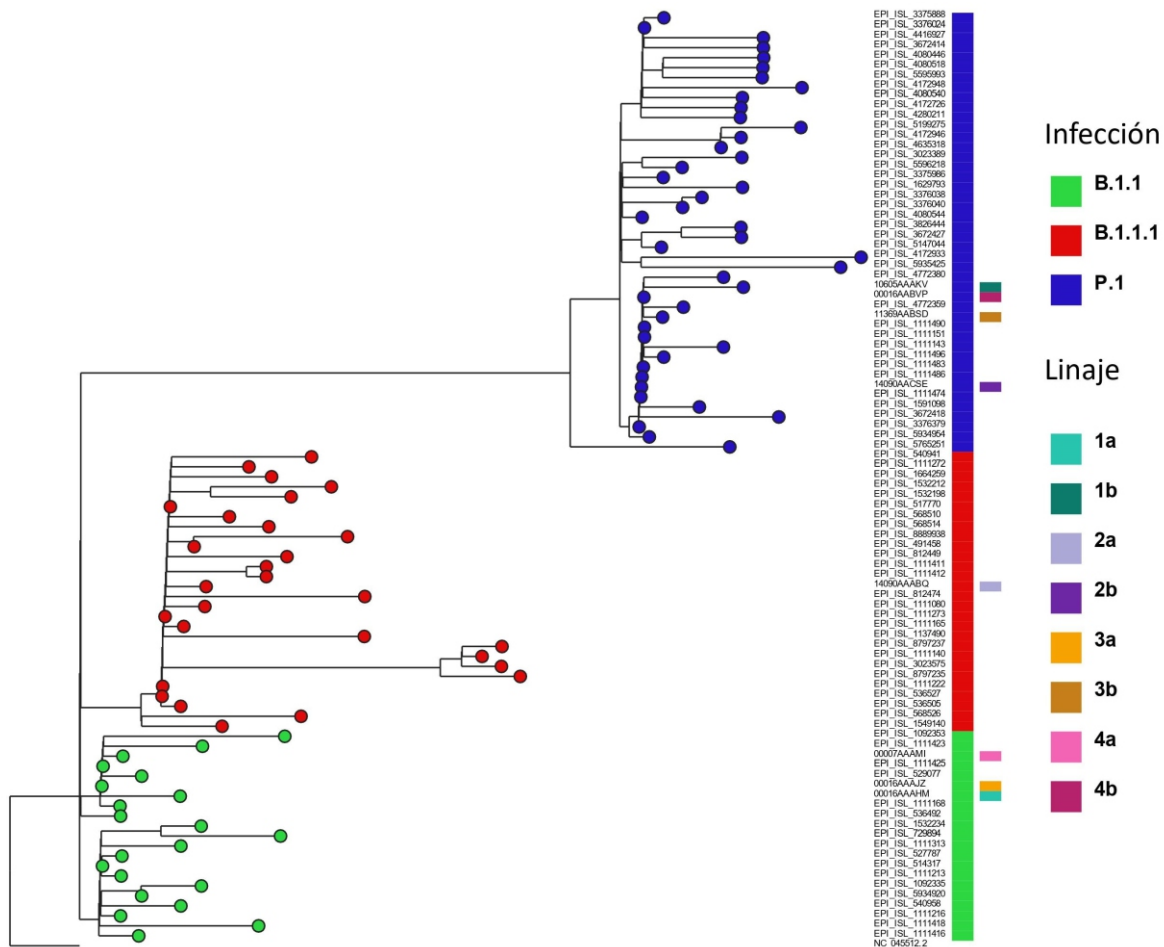 EPI_ISL_3375888
EPI_ISL_3376024
EPI_ISL_4416927
EPI_ISL_3672414
EPI_ISL_4080446
EPI_ISL_4080518
EPI_ISL_5595993
EPI_ISL_4172948
EPI_ISL_4080540
EPI_ISL_4172726
EPI_ISL_4280211
EPI_ISL_5199275
EPI_ISL_4172946
EPI_ISL_4635318
EPI_ISL_3023389
EPI_ISL_5596218
EPI_ISL_3375986
EPI_ISL_1629793
EPI_ISL_3376038
EPI_ISL_3376040
EPI_ISL_4080544
EPI_ISL_3826444
EPI_ISL_3672427
EPI_ISL_5147044
EPI_ISL_4172933
EPI_ISL_5935425
EPI_ISL_4772380
10605AAAKV
00016AABVP
EPI_ISL_4772359
11369AABSD
EPI_ISL_1111490
EPI_ISL_1111151
EPI_ISL_1111143
EPI_ISL_1111496
EPI_ISL_1111483
EPI_ISL_1111486
14090AACSE
EPI_ISL_1111474
EPI_ISL_1591098
EPI_ISL_3672418
EPI_ISL_3376379
EPI_ISL_5934954
EPI_ISL_5765251
EPI_ISL_540941
EPI_ISL_1111272
EPI_ISL_1664259
EPI_ISL_1532212
EPI_ISL_1532198
EPI_ISL_517770
EPI_ISL_568510
EPI_ISL_568514
EPI_ISL_8889938
EPI_ISL_491458
EPI_ISL_812449
EPI_ISL_1111411
EPI_ISL_1111412
14090AAABQ
EPI_ISL_812474
EPI_ISL_1111080
EPI_ISL_1111273
EPI_ISL_1111165
EPI_ISL_1137490
EPI_ISL_8797237
EPI_ISL_1111140
EPI_ISL_3023575
EPI_ISL_8797235
EPI_ISL_1111222
EPI_ISL_536527
EPI_ISL_536505
EPI_ISL_568526
EPI_ISL_1549140
EPI_ISL_1092353
EPI_ISL_1111423
00007AAAMI
EPI_ISL_1111425
EPI_ISL_529077
00016AAAJZ
00016AAAHM
EPI_ISL_1111168
EPI_ISL_536492
EPI_ISL_1532234
EPI_ISL_729894
EPI_ISL_1111313
EPI_ISL_527787
EPI_ISL_514317
EPI_ISL_1111213
EPI_ISL_1092335
EPI_ISL_5934920
EPI_ISL_540958
EPI_ISL_1111216
EPI_ISL_1111418
EPI_ISL_1111416
NC_045512.2
Infección
B.1.1
B.1.1.1
P.1
Linaje
1a
1b
2a
2b
3a
3b
4a
4b